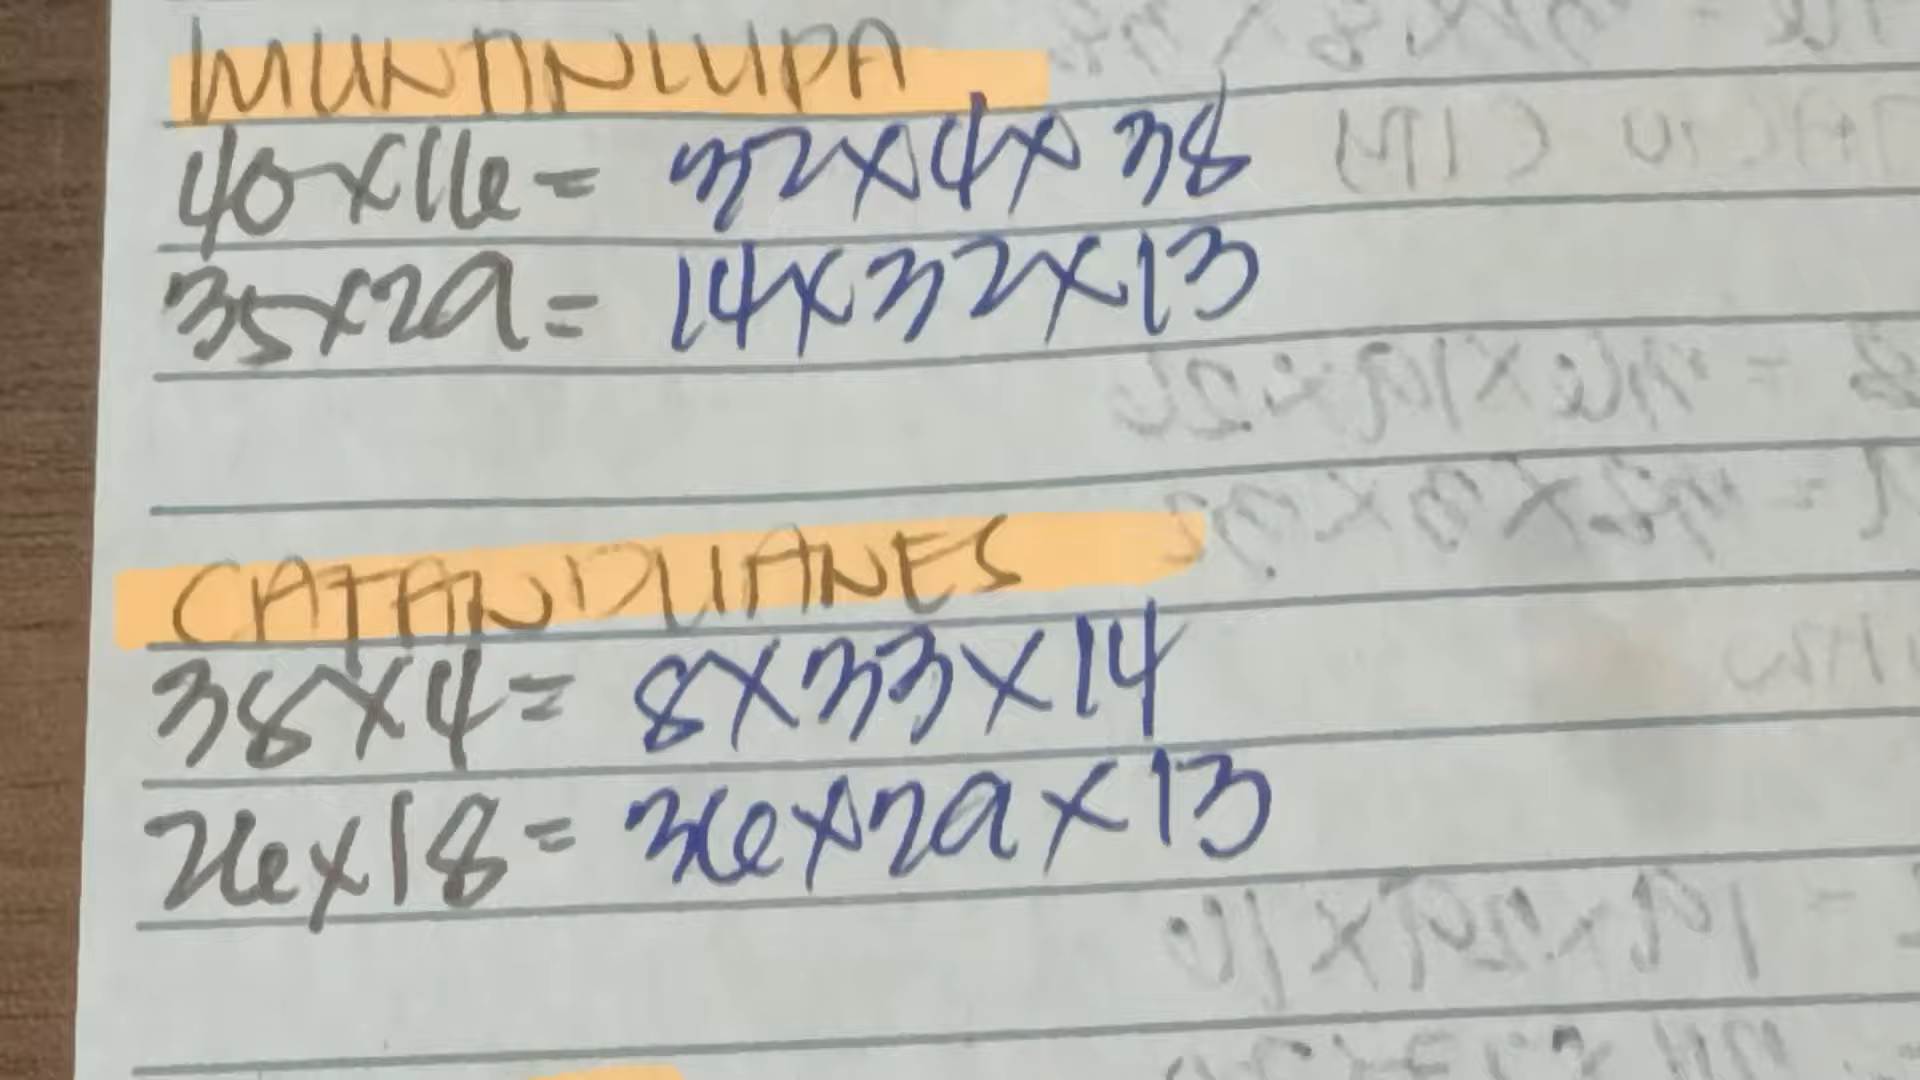 MUNTINLUPA
40x16= 32x4x38
35x29= 14x32x13
CATANDUANES
38x4= 8x33x14
26x18= 36x29x13